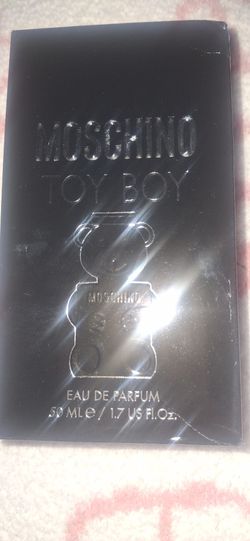 MOSCHINO
TOY BOY
MOSCHINO
EAU DE PARFUM
50 ML e / 1.7 US Fl.Oz.